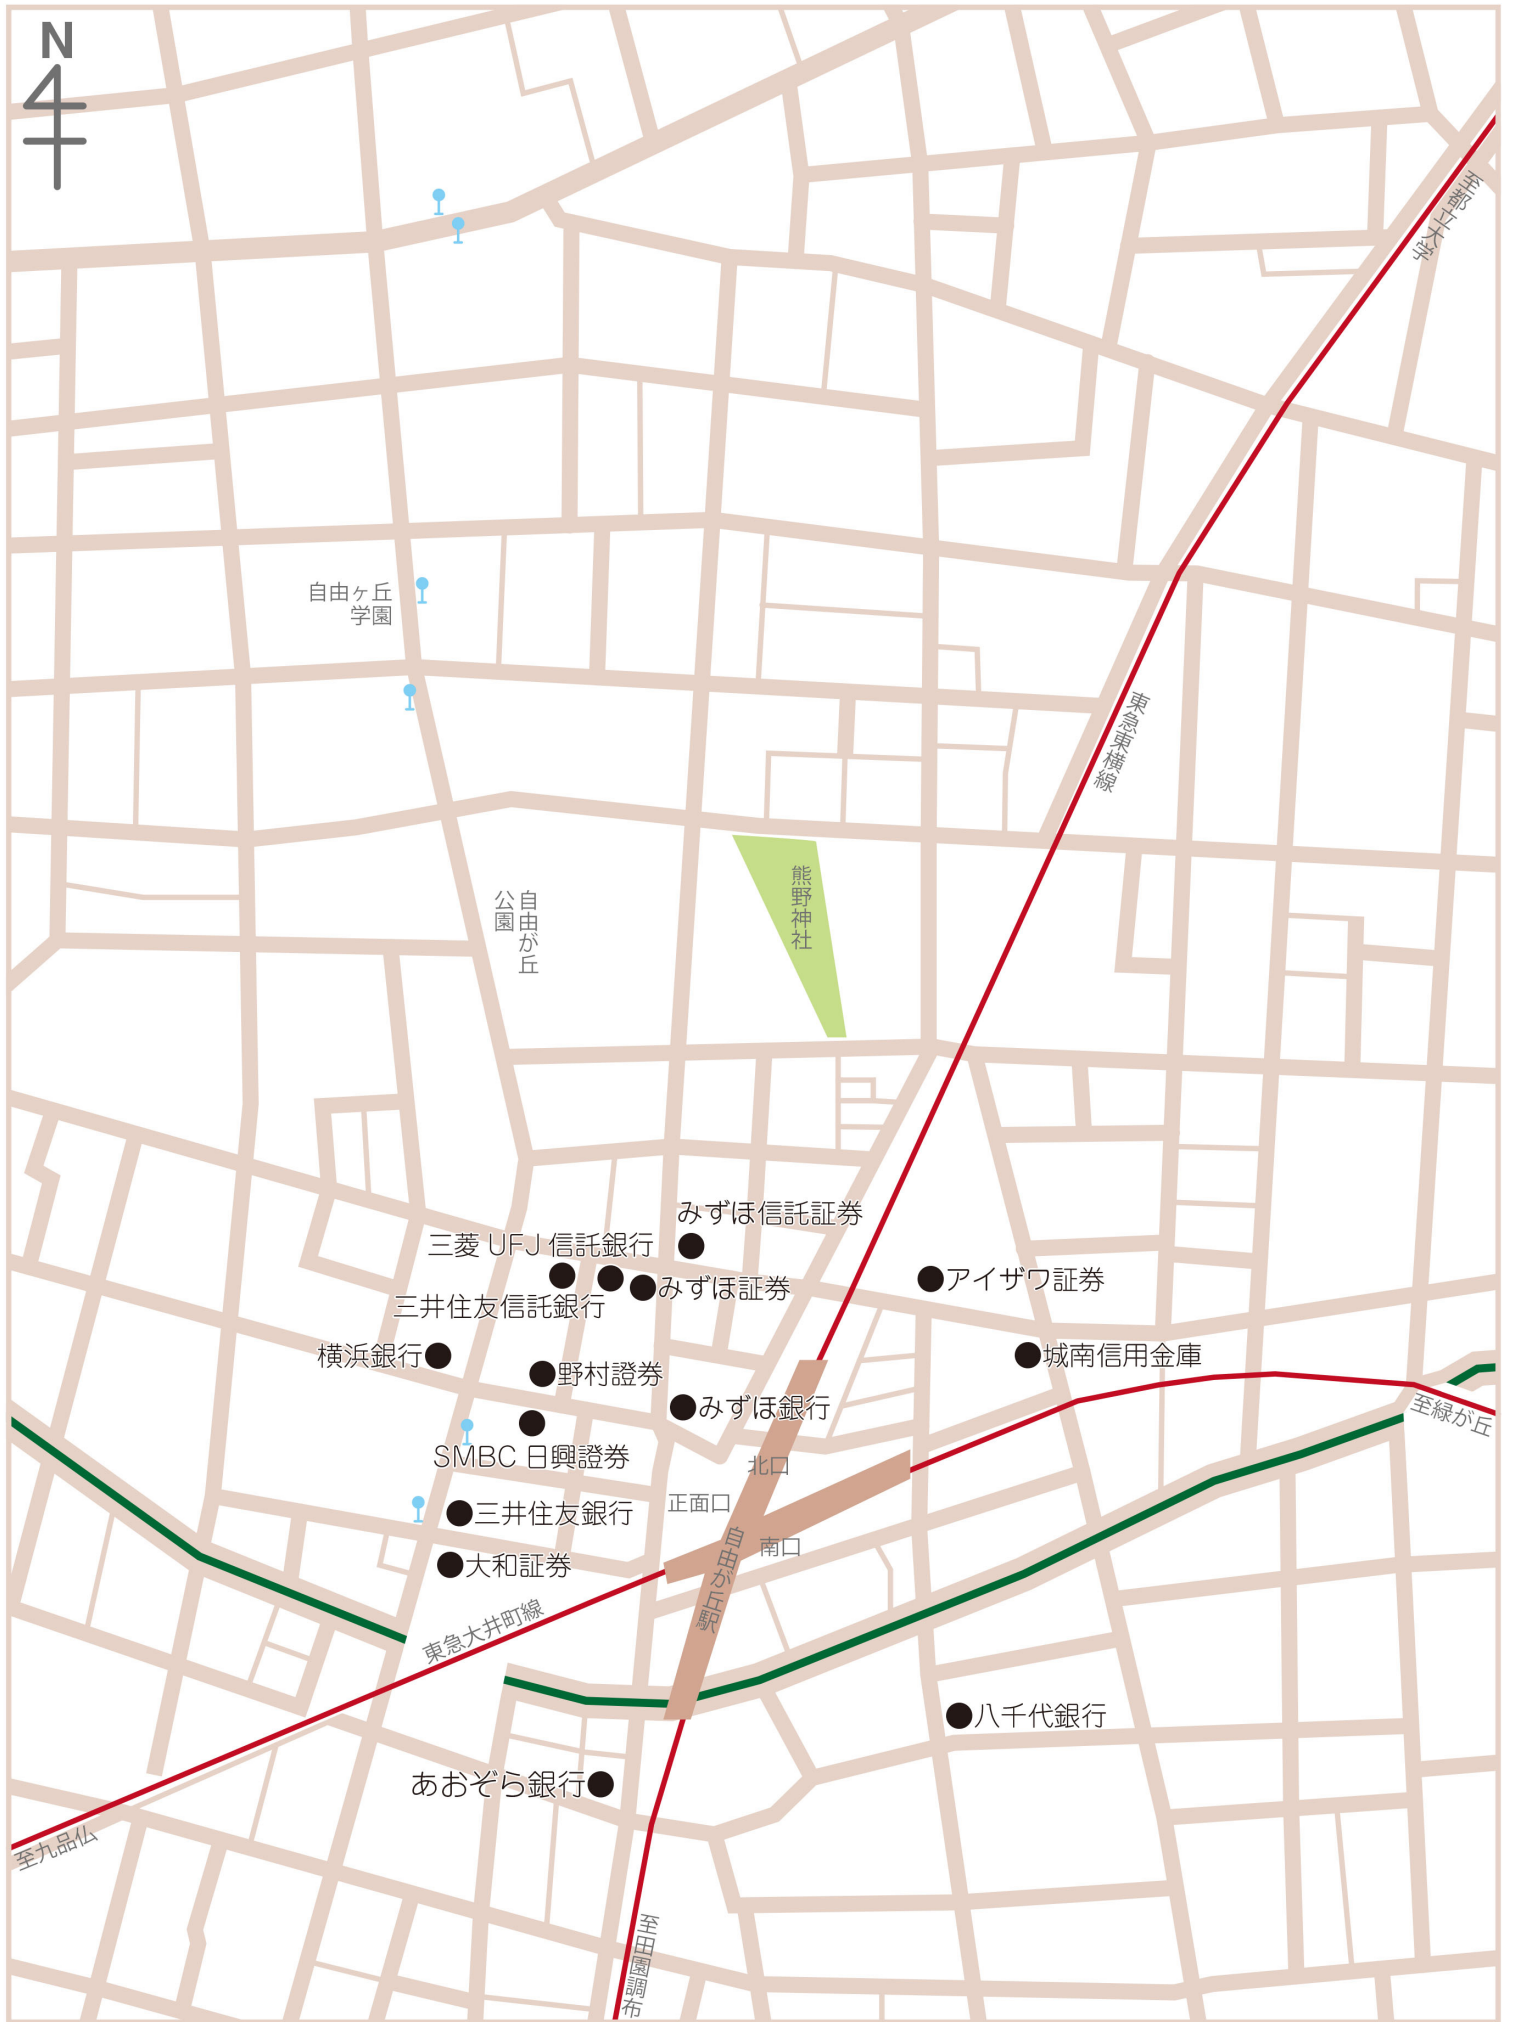 N
至都立大学
自由ヶ丘
学園
東急東横線
熊野神社
自由が丘
公園
みずほ信託証券
三菱 UFJ 信託銀行
みずほ証券
アイザワ証券
三井住友信託銀行
横浜銀行
野村證券
城南信用金庫
みずほ銀行
至緑が丘
SMBC 日興證券
北口
正面口
三井住友銀行
南口
自由が丘駅
大和証券
東急大井町線
八千代銀行
あおぞら銀行
至九品仏
至田園調布